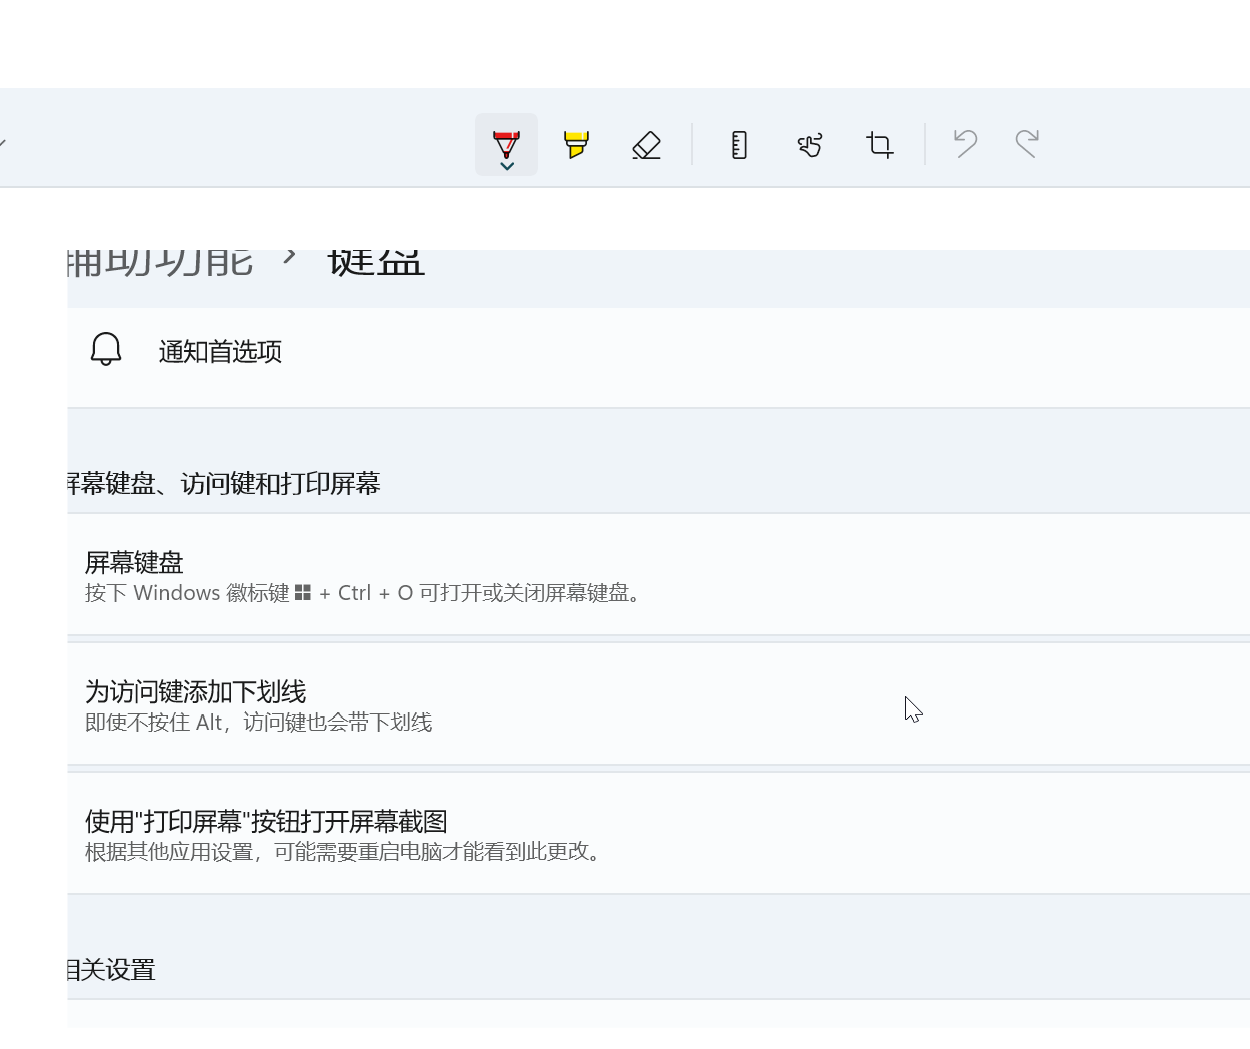 辅助功能 › 键盘
通知首选项
屏幕键盘、访问键和打印屏幕
屏幕键盘
按下 Windows 徽标键 + Ctrl + O 可打开或关闭屏幕键盘。
为访问键添加下划线
即使不按住 Alt，访问键也会带下划线
使用"打印屏幕"按钮打开屏幕截图
根据其他应用设置，可能需要重启电脑才能看到此更改。
相关设置